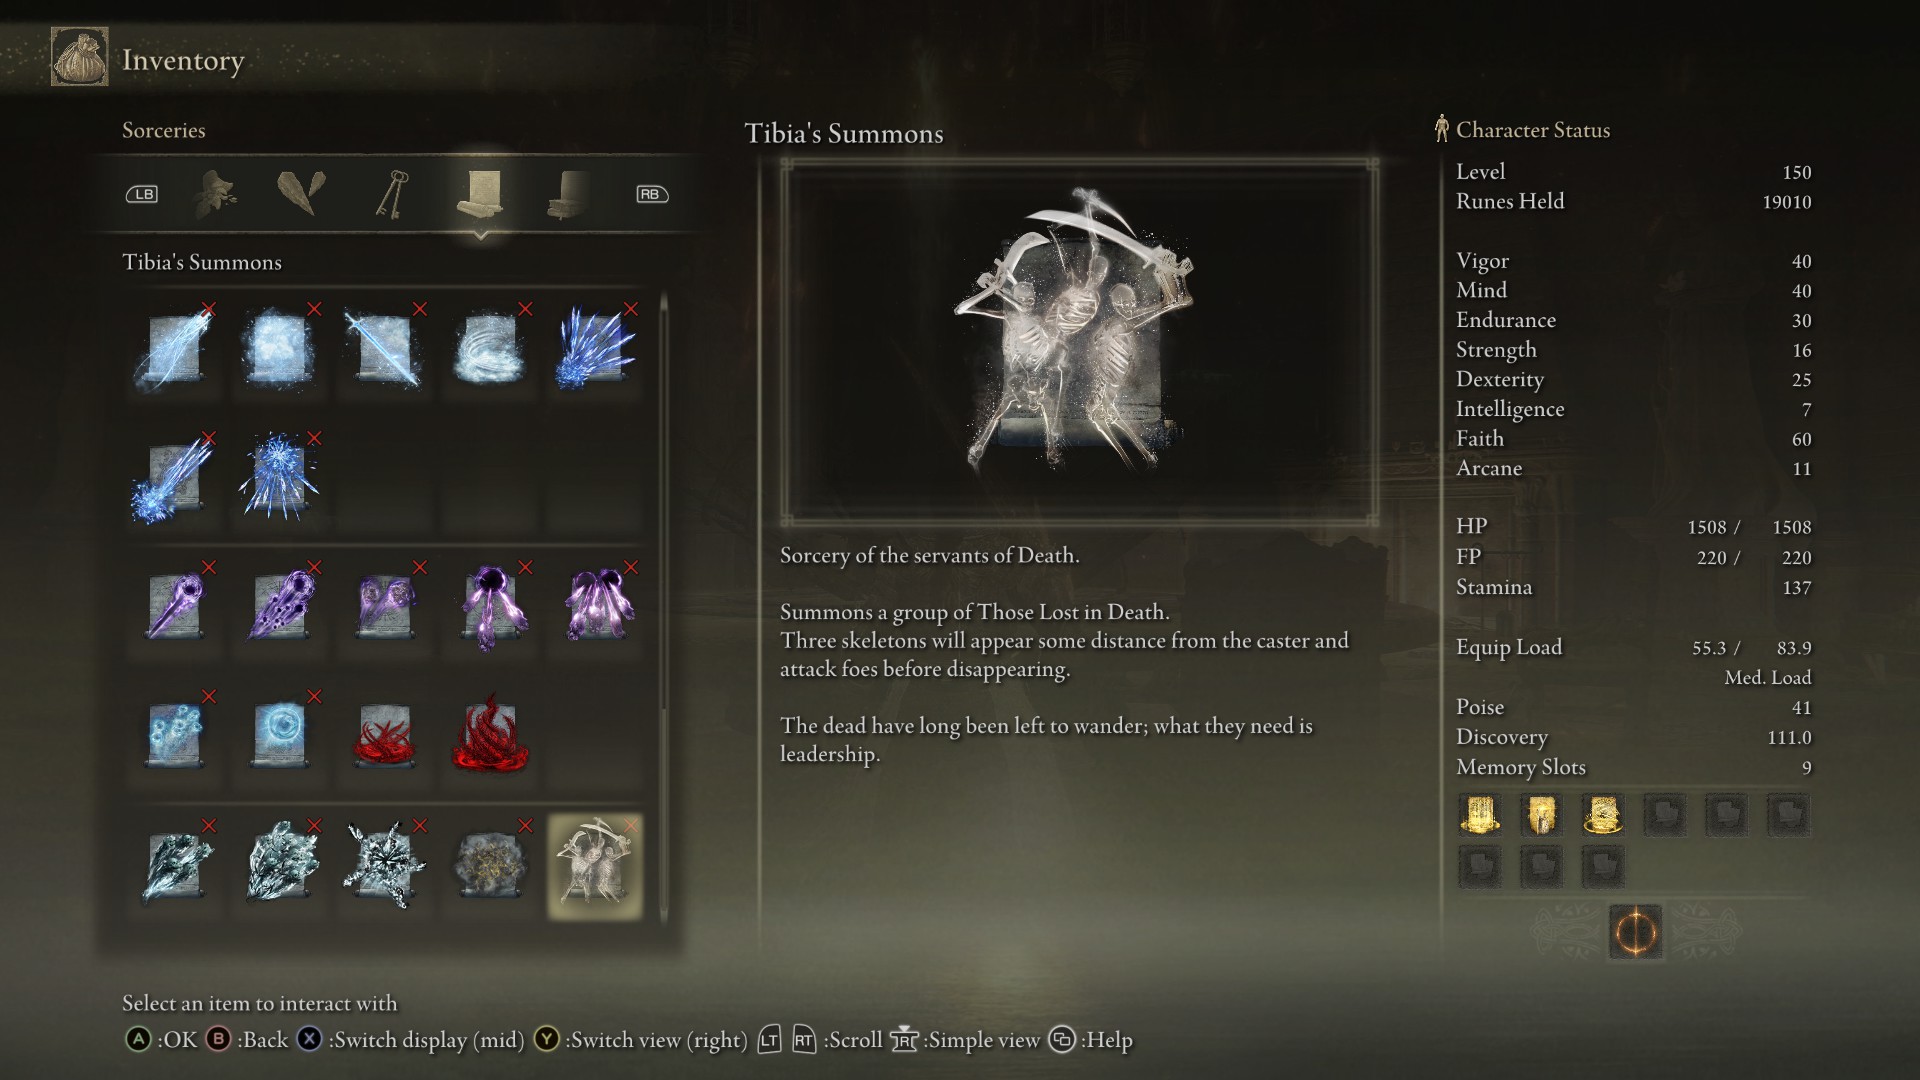 Inventory
Sorceries
LB
RB
Tibia's Summons
Tibia's Summons
Sorcery of the servants of Death.
Summons a group of Those Lost in Death.
Three skeletons will appear some distance from the caster and
attack foes before disappearing.
The dead have long been left to wander; what they need is
leadership.
Character Status
Level 150
Runes Held 19010
Vigor 40
Mind 40
Endurance 30
Strength 16
Dexterity 25
Intelligence 7
Faith 60
Arcane 11
HP 1508 / 1508
FP 220 / 220
Stamina 137
Equip Load 55.3 / 83.9
Med. Load
Poise 41
Discovery 111.0
Memory Slots 9
Select an item to interact with
A :OK B :Back X :Switch display (mid) Y :Switch view (right) LT RT :Scroll R :Simple view :Help